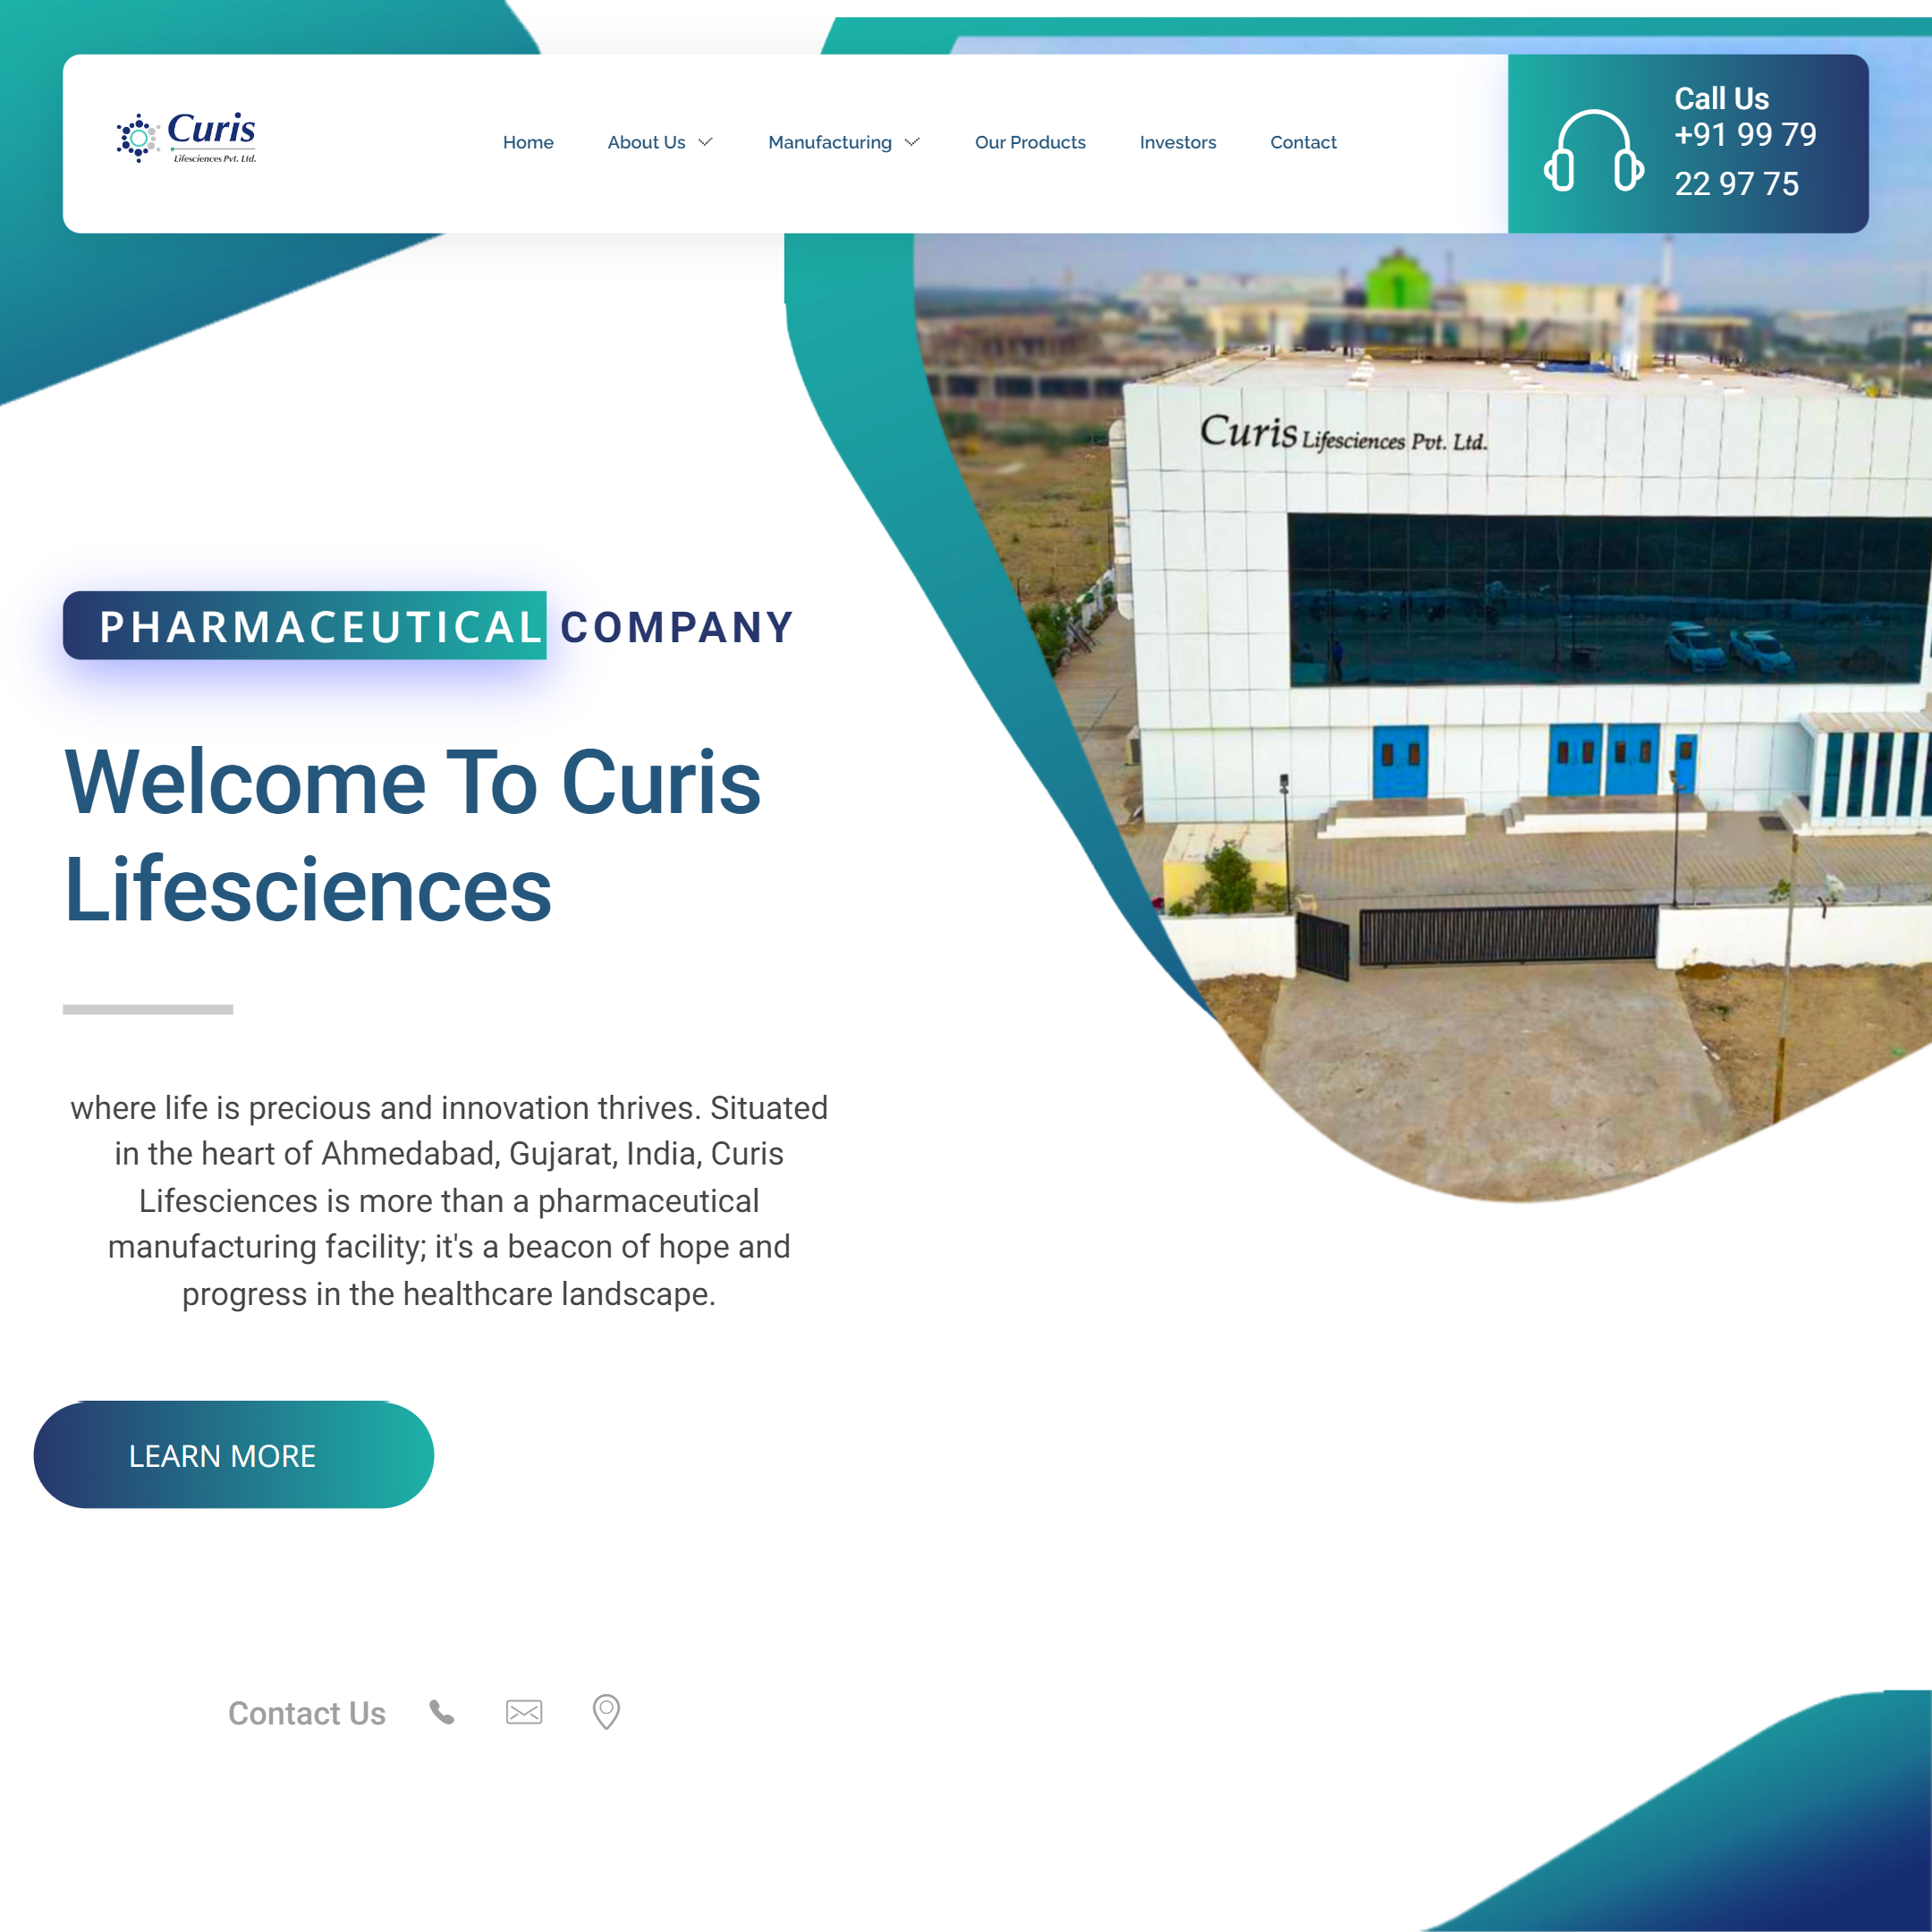 Curis
Lifesciences Pvt. Ltd.
Home
About Us
Manufacturing
Our Products
Investors
Contact
Call Us
+91 99 79
22 97 75
Curis Lifesciences Pvt. Ltd.
PHARMACEUTICAL COMPANY
Welcome To Curis
Lifesciences
where life is precious and innovation thrives. Situated
in the heart of Ahmedabad, Gujarat, India, Curis
Lifesciences is more than a pharmaceutical
manufacturing facility; it's a beacon of hope and
progress in the healthcare landscape.
LEARN MORE
Contact Us